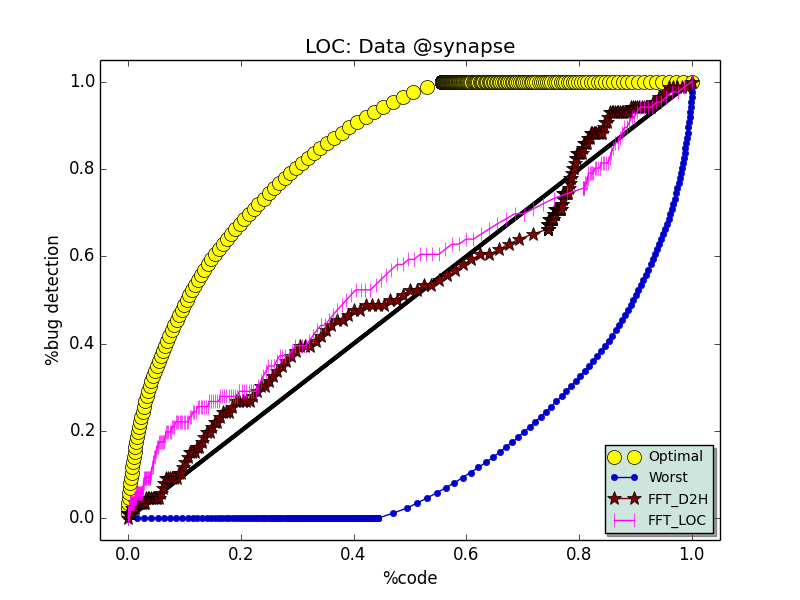 LOC: Data @synapse
%bug detection
1.0
0.8
0.6
0.4
0.2
0.0
0.0 0.2 0.4 0.6 0.8 1.0
%code
Optimal
Worst
FFT_D2H
FFT_LOC